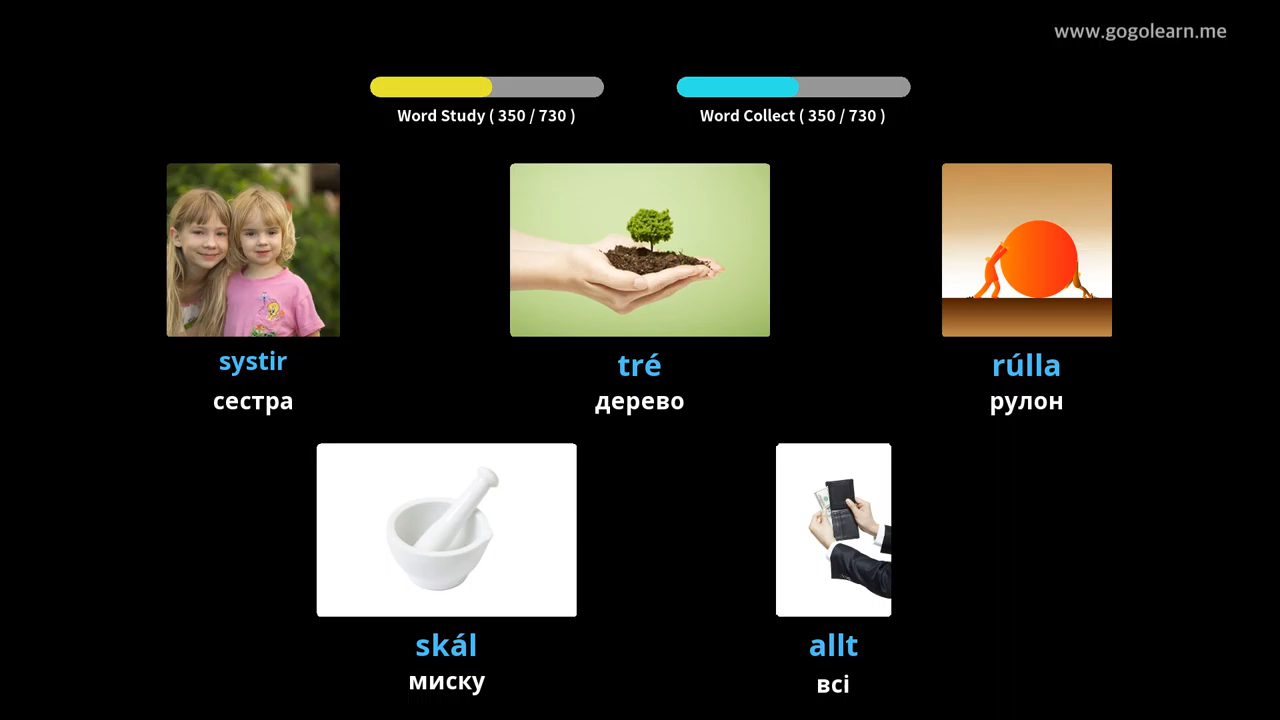 www.gogolearn.me
Word Study ( 350 / 730 )
Word Collect ( 350 / 730 )
systir
сестра
tré
дерево
rúlla
рулон
skál
миску
allt
всі